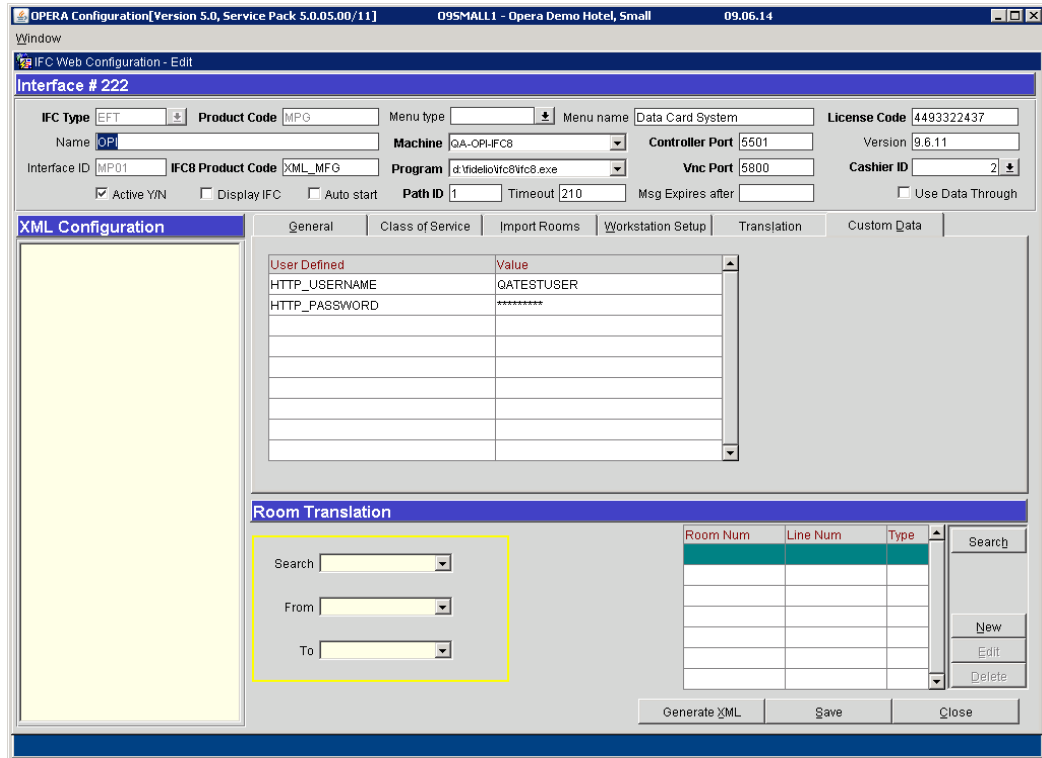 OPERA Configuration[Version 5.0, Service Pack 5.0.05.00/11] O9SMALL1 - Opera Demo Hotel, Small 09.06.14
Window
IFC Web Configuration - Edit
Interface # 222
IFC Type EFT Product Code MPG Menu type Menu name Data Card System License Code 4493322437
Name OPI Machine QA-OPI-IFC8 Controller Port 5501 Version 9.6.11
Interface ID MP01 IFC8 Product Code XML_MFG Program d:\fidelio\ifc8\ifc8.exe Vnc Port 5800 Cashier ID 2
Active Y/N Display IFC Auto start Path ID 1 Timeout 210 Msg Expires after Use Data Through
XML Configuration
General Class of Service Import Rooms Workstation Setup Translation Custom Data
User Defined Value
HTTP_USERNAME QATESTUSER
HTTP_PASSWORD *********
Room Translation
Room Num Line Num Type
Search
Search
From
To
New
Edit
Delete
Generate XML Save Close